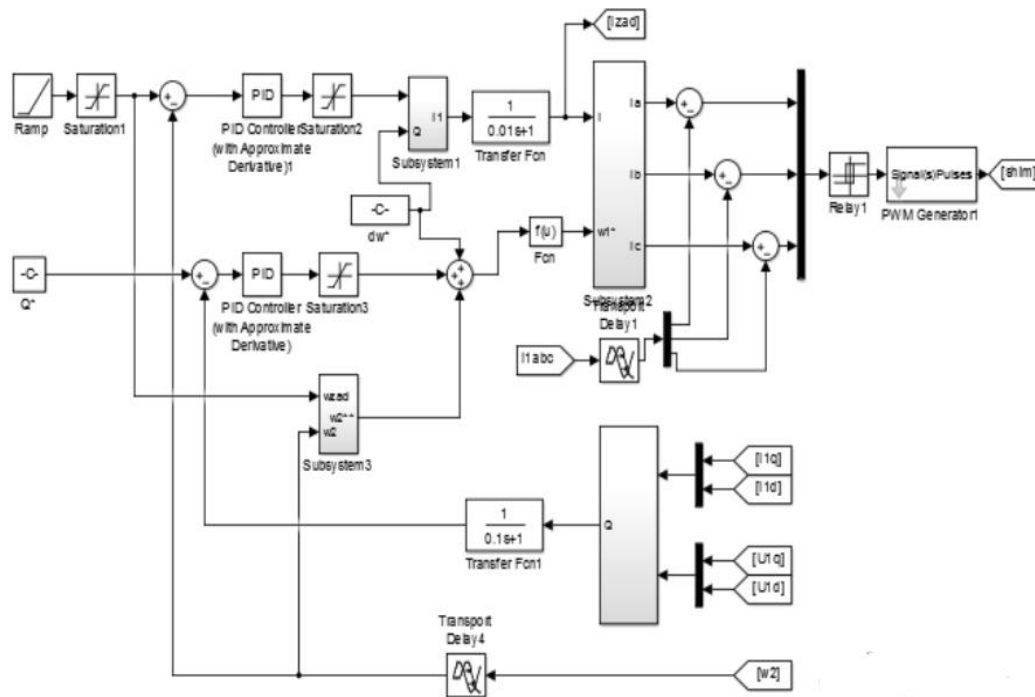 [Izad]
Ramp
Saturation1
PID
PID Controller
(with Approximate
Derivative)1
Saturation2
I1
Q
Subsystem1
1
0.01s+1
Transfer Fcn
I
Ia
Ib
Ic
w1*
Subsystem2
Relay1
Signal(s)Pulses
PWM Generator1
[shim]
-C-
dw*
f(u)
Fcn
-C-
Q*
PID
PID Controller
(with Approximate
Derivative)
Saturation3
Transport
Delay1
I1abc
wzad
w2**
w2
Subsystem3
[I1q]
[I1d]
Q
1
0.1s+1
Transfer Fcn1
[U1q]
[U1d]
Transport
Delay4
[w2]